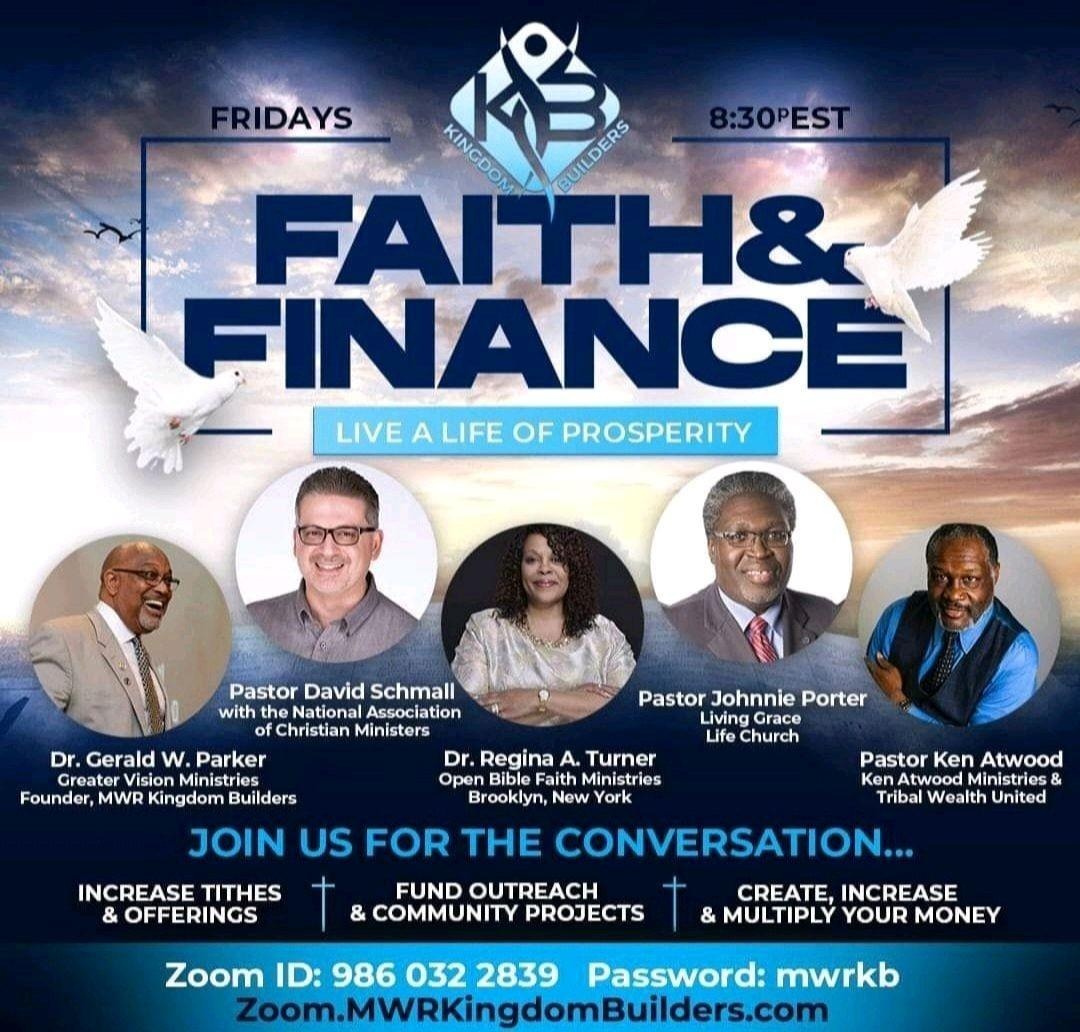 FRIDAYS
8:30PEST
KB
KINGDOM BUILDERS
FAITH&
FINANCE
LIVE A LIFE OF PROSPERITY
Dr. Gerald W. Parker
Greater Vision Ministries
Founder, MWR Kingdom Builders
Pastor David Schmall
with the National Association
of Christian Ministers
Dr. Regina A. Turner
Open Bible Faith Ministries
Brooklyn, New York
Pastor Johnnie Porter
Living Grace
Life Church
Pastor Ken Atwood
Ken Atwood Ministries &
Tribal Wealth United
JOIN US FOR THE CONVERSATION...
INCREASE TITHES
& OFFERINGS
FUND OUTREACH
& COMMUNITY PROJECTS
CREATE, INCREASE
& MULTIPLY YOUR MONEY
Zoom ID: 986 032 2839 Password: mwrkb
Zoom.MWRKingdomBuilders.com